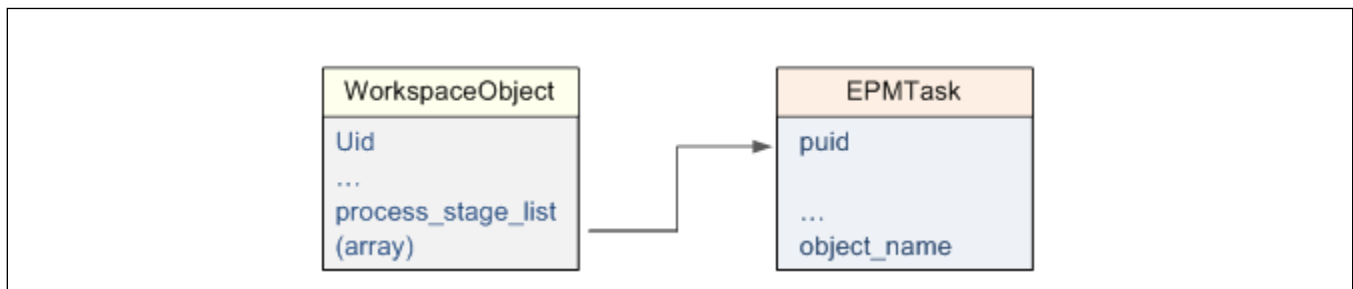 WorkspaceObject
Uid
...
process_stage_list
(array)
EPMTask
puid
...
object_name